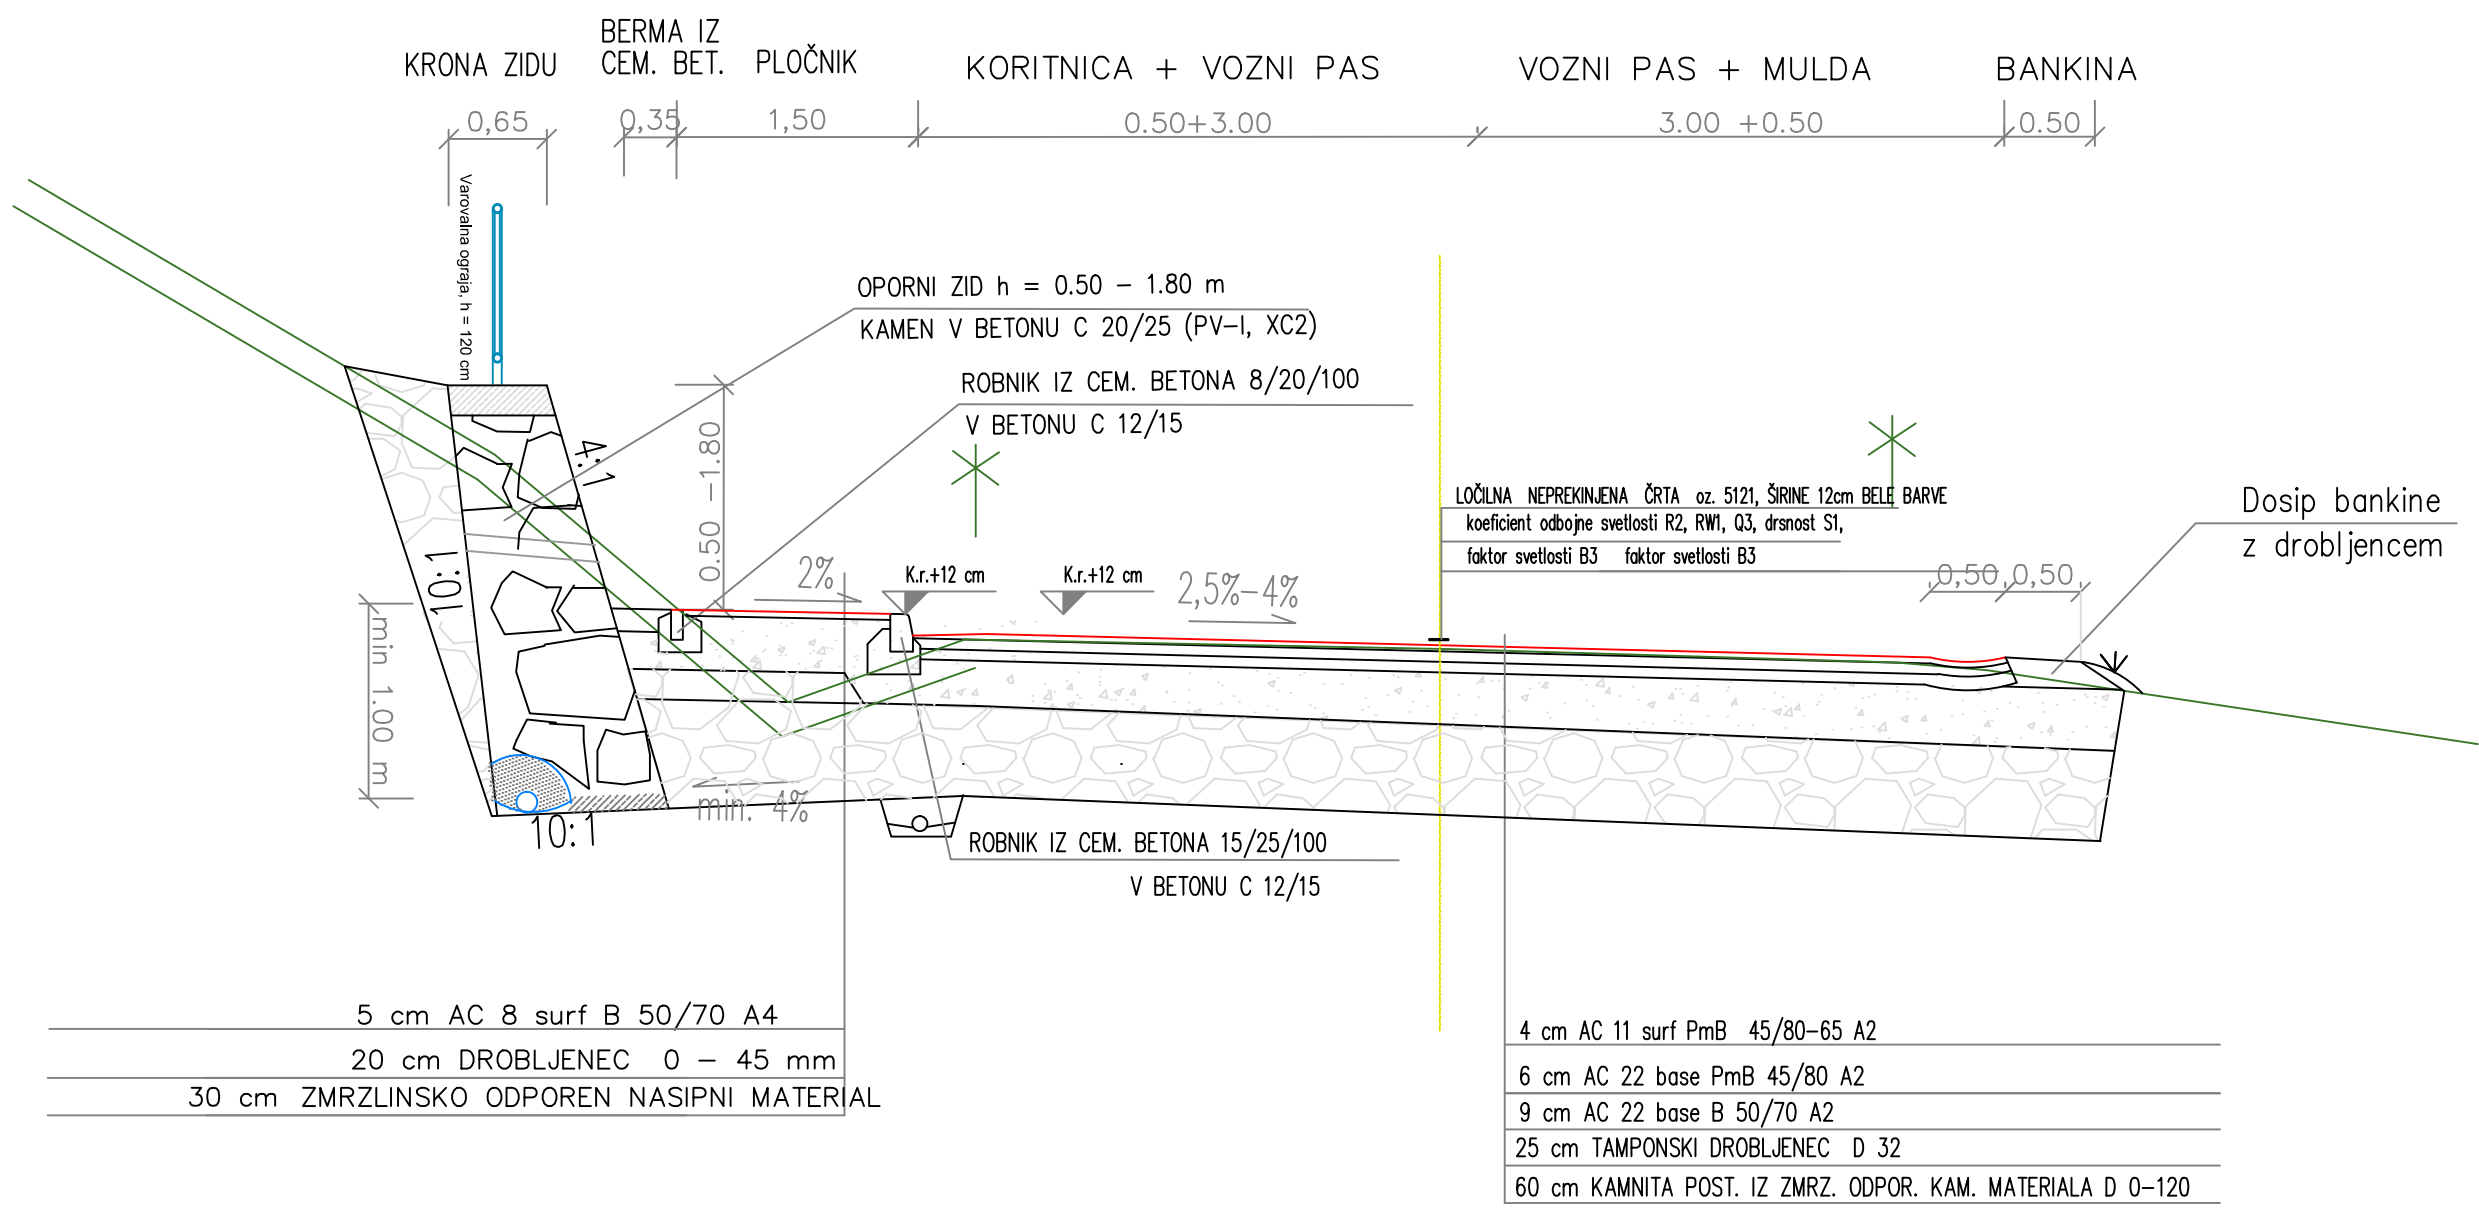 BERMA IZ
KRONA ZIDU CEM. BET. PLOČNIK KORITNICA + VOZNI PAS VOZNI PAS + MULDA BANKINA
0,65 0,35 1,50 0.50+3.00 3.00 +0.50 0.50
Varovalna ograja, h = 120 cm
OPORNI ZID h = 0.50 – 1.80 m
KAMEN V BETONU C 20/25 (PV–I, XC2)
ROBNIK IZ CEM. BETONA 8/20/100
V BETONU C 12/15
4:1
0.50 –1.80
LOČILNA NEPREKINJENA ČRTA oz. 5121, ŠIRINE 12cm BELE BARVE
koeficient odbojne svetlosti R2, RW1, Q3, drsnost S1,
faktor svetlosti B3 faktor svetlosti B3
Dosip bankine
z drobljencem
10:1
2%
K.r.+12 cm K.r.+12 cm
2,5%–4%
0,50 0,50
min 1.00 m
min. 4%
10:1
ROBNIK IZ CEM. BETONA 15/25/100
V BETONU C 12/15
5 cm AC 8 surf B 50/70 A4
20 cm DROBLJENEC 0 – 45 mm
30 cm ZMRZLINSKO ODPOREN NASIPNI MATERIAL
4 cm AC 11 surf PmB 45/80–65 A2
6 cm AC 22 base PmB 45/80 A2
9 cm AC 22 base B 50/70 A2
25 cm TAMPONSKI DROBLJENEC D 32
60 cm KAMNITA POST. IZ ZMRZ. ODPOR. KAM. MATERIALA D 0–120